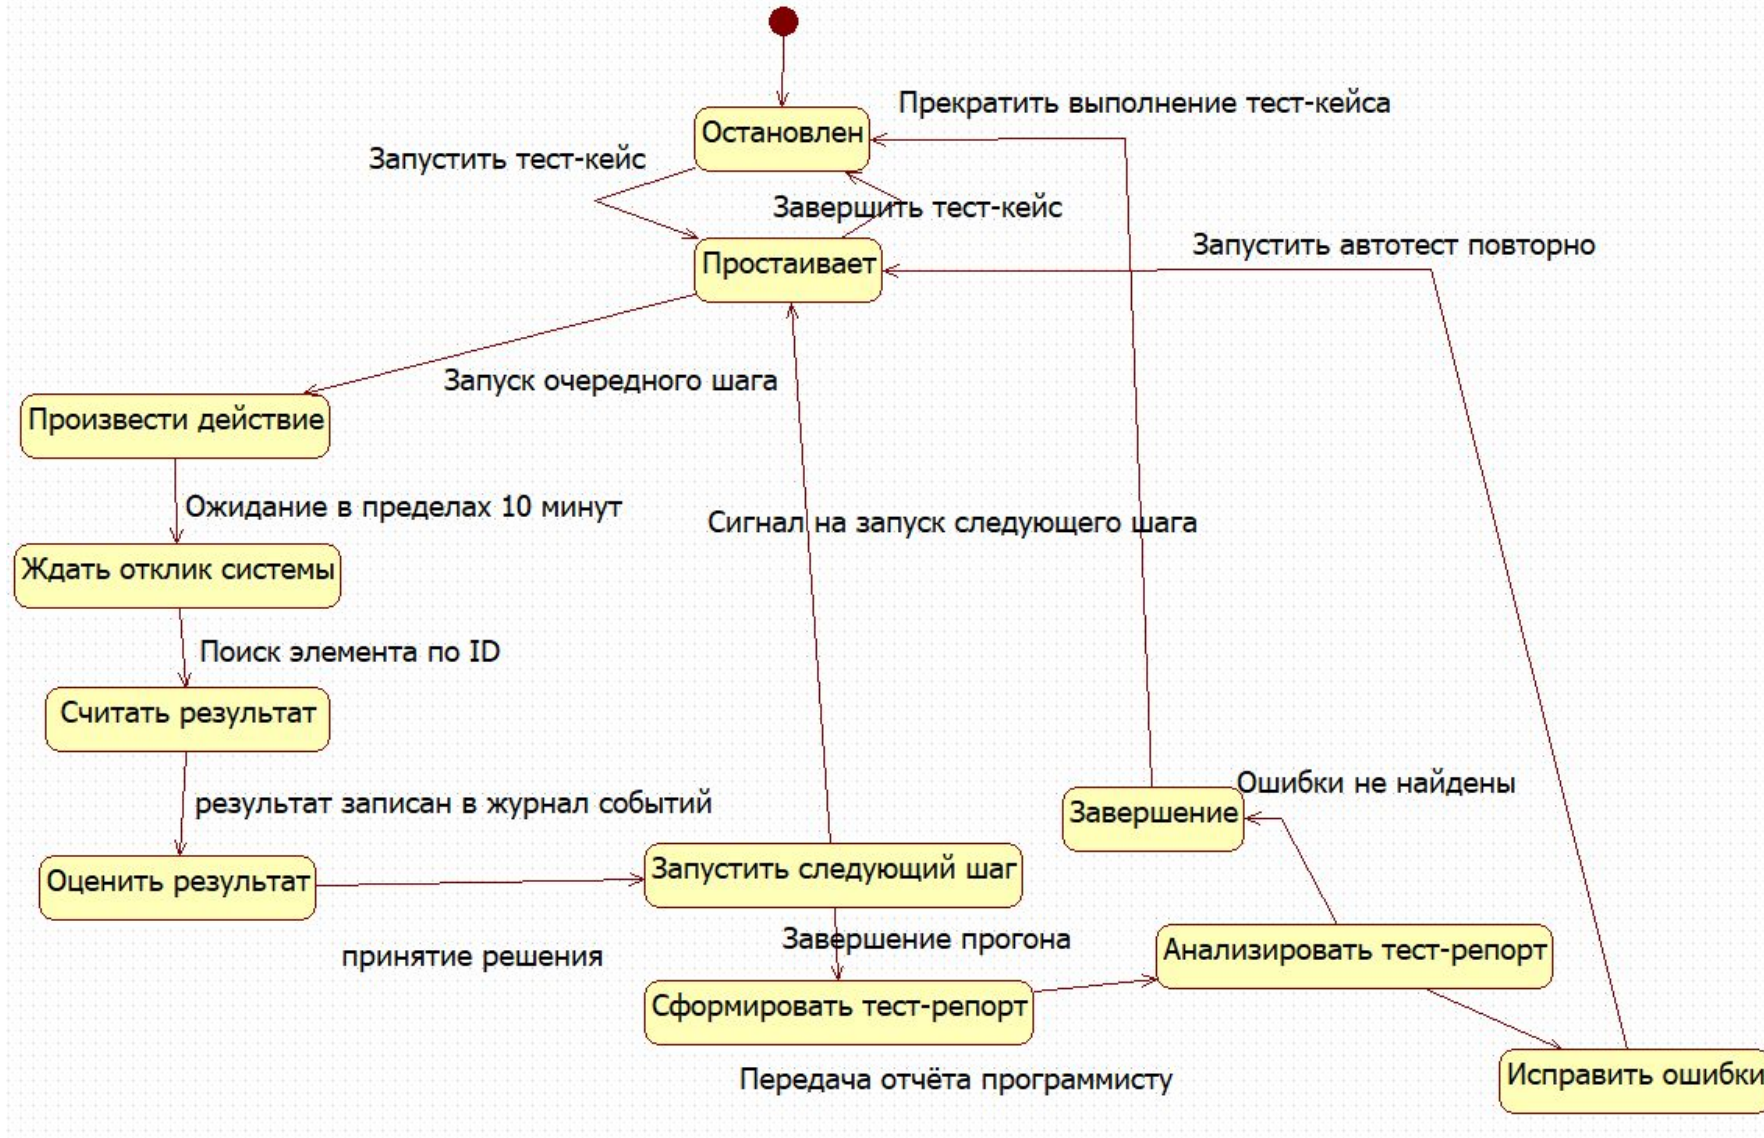 Прекратить выполнение тест-кейса
Остановлен
Запустить тест-кейс
Завершить тест-кейс
Запустить автотест повторно
Простаивает
Запуск очередного шага
Произвести действие
Ожидание в пределах 10 минут
Сигнал на запуск следующего шага
Ждать отклик системы
Поиск элемента по ID
Считать результат
Ошибки не найдены
результат записан в журнал событий
Завершение
Оценить результат
Запустить следующий шаг
Завершение прогона
принятие решения
Анализировать тест-репорт
Сформировать тест-репорт
Передача отчёта программисту
Исправить ошибки